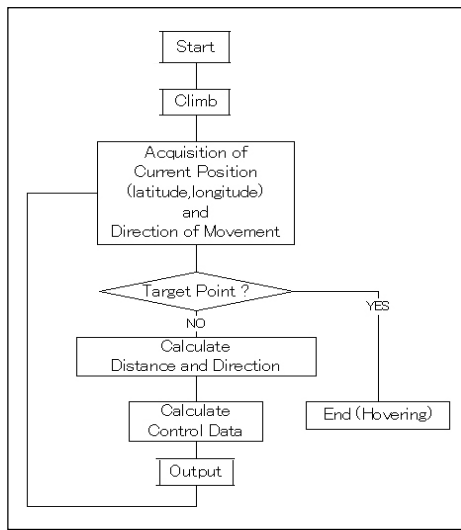 Start
Climb
Acquisition of
Current Position
(latitude,longitude)
and
Direction of Movement
Target Point ?
YES
NO
Calculate
Distance and Direction
Calculate
Control Data
End (Hovering)
Output